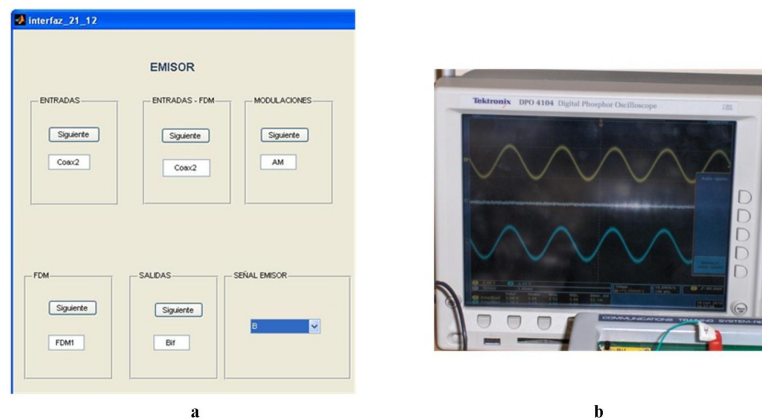 interfaz_21_12
EMISOR
ENTRADAS
ENTRADAS - FDM
MODULACIONES
Siguiente
Siguiente
Siguiente
Coax2
Coax2
AM
FDM
SALIDAS
SEÑAL EMISOR
Siguiente
Siguiente
B
FDM1
Bif
a
Tektronix DPO 4104 Digital Phosphor Oscilloscope
COMMUNICATIONS TRAINING SYSTEM
b